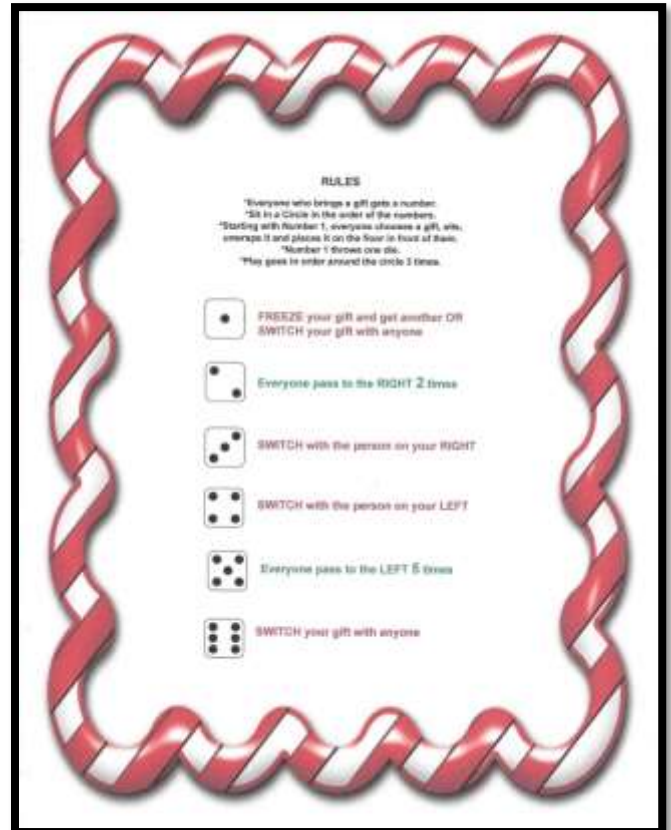 RULES
*Everyone who brings a gift gets a number.
*Sit in a Circle in the order of the numbers.
*Starting with Number 1, everyone chooses a gift, sits,
unwraps it and places it on the floor in front of them.
*Number 1 throws one die.
*Play goes in order around the circle 3 times.
FREEZE your gift and get another OR
SWITCH your gift with anyone
Everyone pass to the RIGHT 2 times
SWITCH with the person on your RIGHT
SWITCH with the person on your LEFT
Everyone pass to the LEFT 5 times
SWITCH your gift with anyone